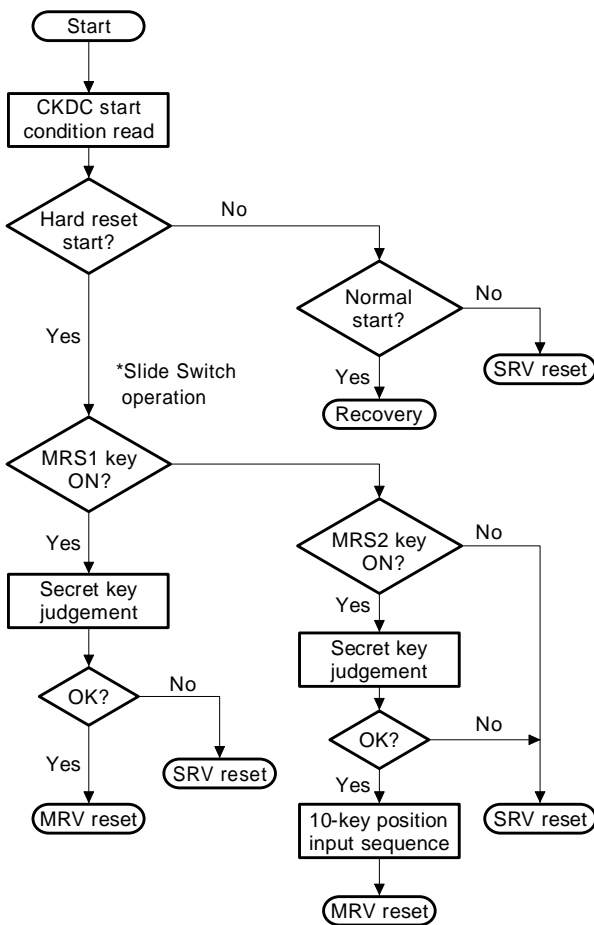 Start
CKDC start
condition read
Hard reset
start?
No
Yes
Normal
start?
No
SRV reset
Yes
Recovery
*Slide Switch
operation
MRS1 key
ON?
Yes
MRS2 key
ON?
No
Yes
Secret key
judgement
Secret key
judgement
OK?
No
SRV reset
Yes
MRV reset
OK?
No
SRV reset
Yes
10-key position
input sequence
MRV reset